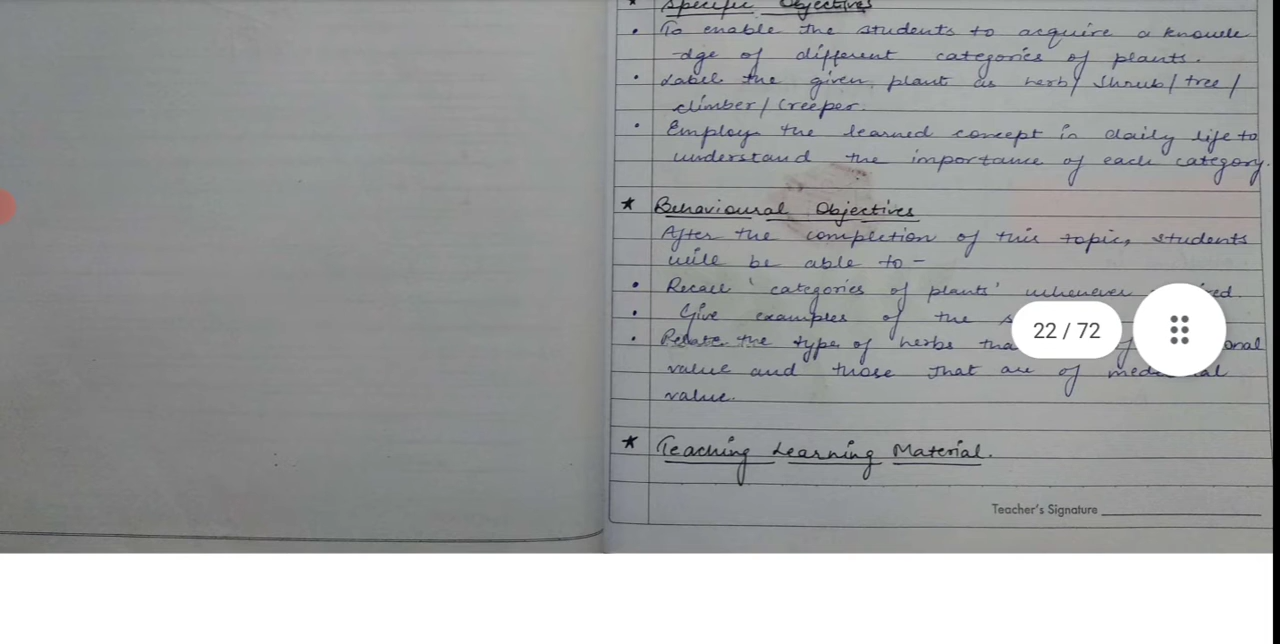 * Specific Objectives
• To enable the students to acquire a knowle
dge of different categories of plants.
• Label the given plant as herb/ shrub/ tree/
climber/ Creeper.
• Employ the learned concept in daily life to
understand the importance of each category.
* Behavioural Objectives
After the completion of this topic, students
will be able to -
• Recall 'categories of plants' whenever
• Give examples of the
• Relate the type of herbs
value and those that are of
value.
22 / 72
* Teaching Learning Material.
Teacher's Signature